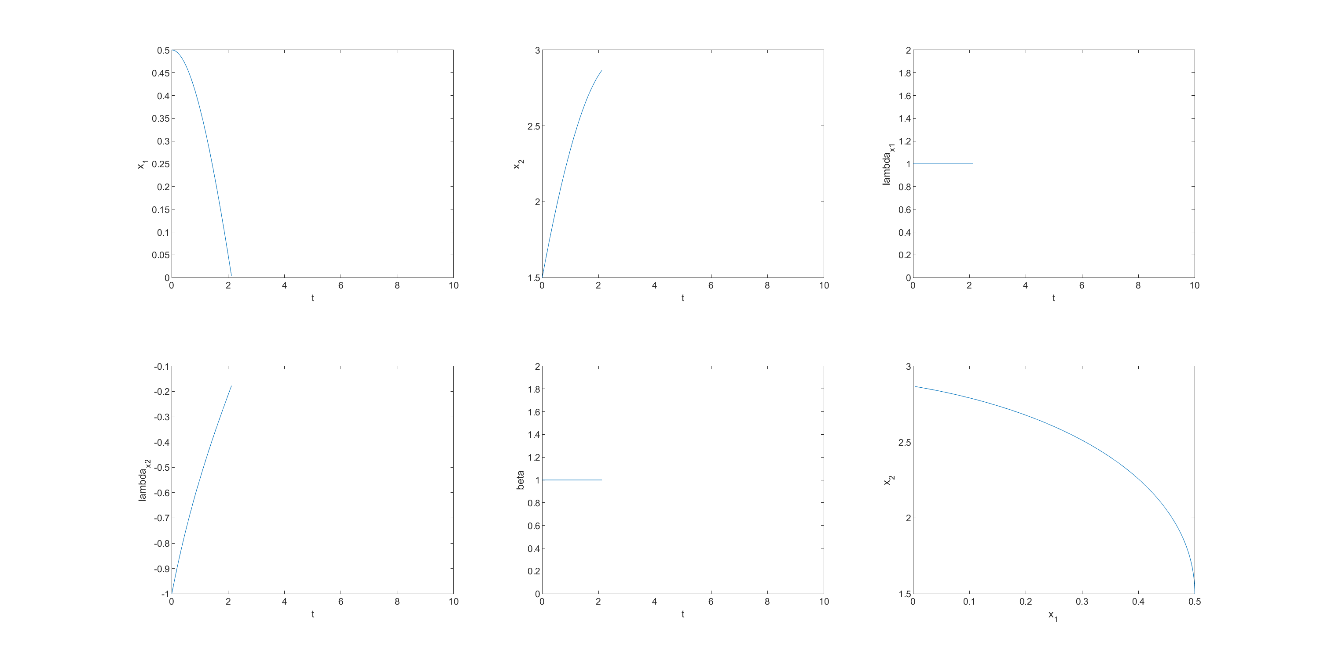 0.5
0.45
0.4
0.35
0.3
0.25
0.2
0.15
0.1
0.05
0
x1
0 2 4 6 8 10
t
3
2.5
2
1.5
x2
0 2 4 6 8 10
t
2
1.8
1.6
1.4
1.2
1
0.8
0.6
0.4
0.2
0
lambdax1
0 2 4 6 8 10
t
-0.1
-0.2
-0.3
-0.4
-0.5
-0.6
-0.7
-0.8
-0.9
-1
lambdax2
0 2 4 6 8 10
t
2
1.8
1.6
1.4
1.2
1
0.8
0.6
0.4
0.2
0
beta
0 2 4 6 8 10
t
3
2.5
2
1.5
x2
0 0.1 0.2 0.3 0.4 0.5
x1